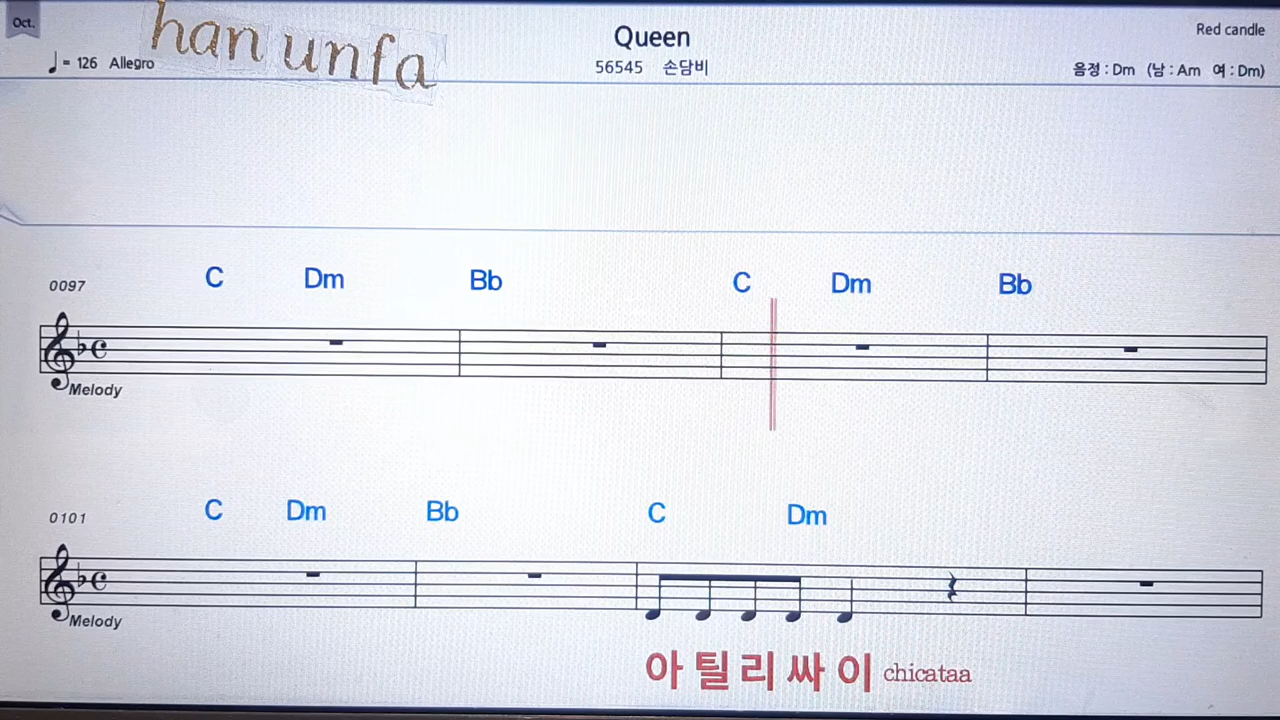 Oct.
han unfa
Queen
Red candle
♩ = 126 Allegro
56545 손담비
음정 : Dm (남 : Am 여 : Dm)
C Dm Bb C Dm Bb
0097
Melody
C Dm Bb C Dm
0101
Melody
아 틸 리 싸 이 chicataa